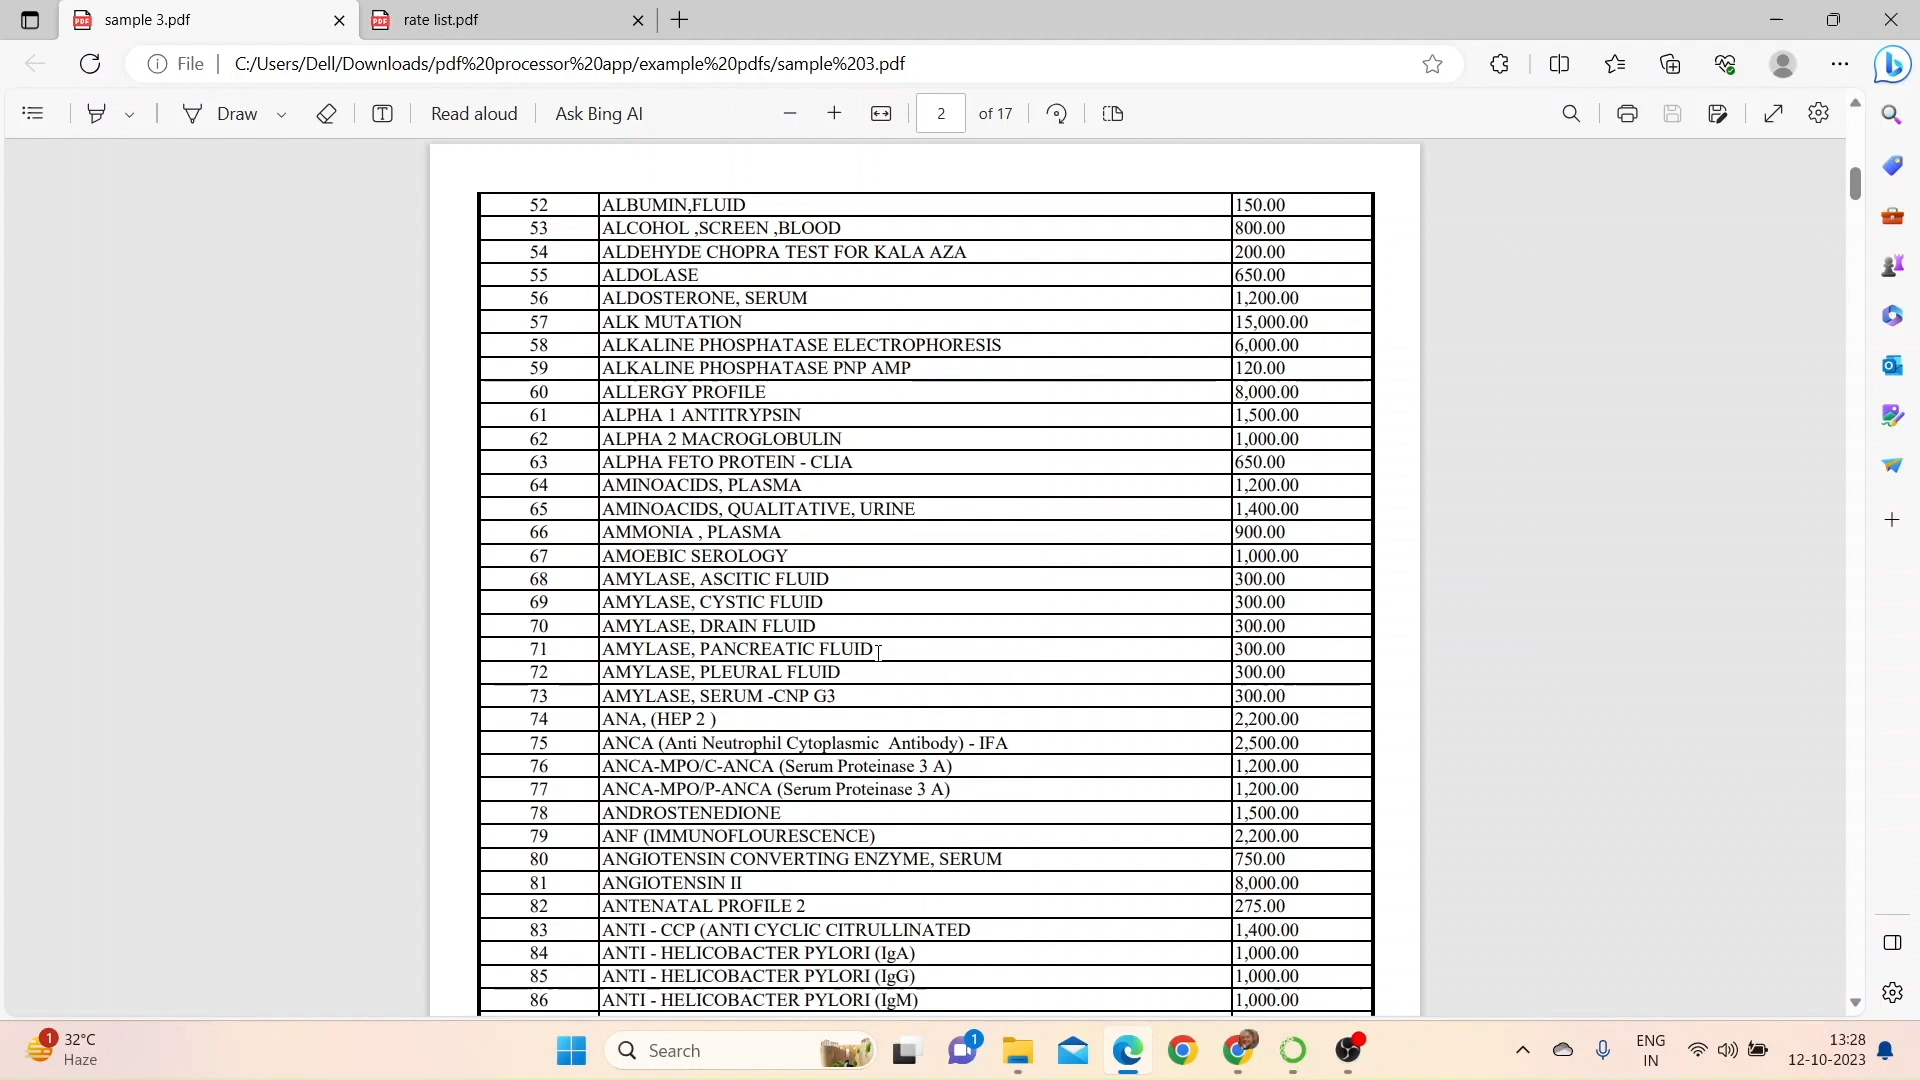 sample 3.pdf
rate list.pdf
File
C:/Users/Dell/Downloads/pdf%20processor%20app/example%20pdfs/sample%203.pdf
Draw
Read aloud
Ask Bing AI
2 of 17
52 ALBUMIN,FLUID 150.00
53 ALCOHOL ,SCREEN ,BLOOD 800.00
54 ALDEHYDE CHOPRA TEST FOR KALA AZA 200.00
55 ALDOLASE 650.00
56 ALDOSTERONE, SERUM 1,200.00
57 ALK MUTATION 15,000.00
58 ALKALINE PHOSPHATASE ELECTROPHORESIS 6,000.00
59 ALKALINE PHOSPHATASE PNP AMP 120.00
60 ALLERGY PROFILE 8,000.00
61 ALPHA 1 ANTITRYPSIN 1,500.00
62 ALPHA 2 MACROGLOBULIN 1,000.00
63 ALPHA FETO PROTEIN - CLIA 650.00
64 AMINOACIDS, PLASMA 1,200.00
65 AMINOACIDS, QUALITATIVE, URINE 1,400.00
66 AMMONIA , PLASMA 900.00
67 AMOEBIC SEROLOGY 1,000.00
68 AMYLASE, ASCITIC FLUID 300.00
69 AMYLASE, CYSTIC FLUID 300.00
70 AMYLASE, DRAIN FLUID 300.00
71 AMYLASE, PANCREATIC FLUID 300.00
72 AMYLASE, PLEURAL FLUID 300.00
73 AMYLASE, SERUM -CNP G3 300.00
74 ANA, (HEP 2 ) 2,200.00
75 ANCA (Anti Neutrophil Cytoplasmic Antibody) - IFA 2,500.00
76 ANCA-MPO/C-ANCA (Serum Proteinase 3 A) 1,200.00
77 ANCA-MPO/P-ANCA (Serum Proteinase 3 A) 1,200.00
78 ANDROSTENEDIONE 1,500.00
79 ANF (IMMUNOFLOURESCENCE) 2,200.00
80 ANGIOTENSIN CONVERTING ENZYME, SERUM 750.00
81 ANGIOTENSIN II 8,000.00
82 ANTENATAL PROFILE 2 275.00
83 ANTI - CCP (ANTI CYCLIC CITRULLINATED 1,400.00
84 ANTI - HELICOBACTER PYLORI (IgA) 1,000.00
85 ANTI - HELICOBACTER PYLORI (IgG) 1,000.00
86 ANTI - HELICOBACTER PYLORI (IgM) 1,000.00
1
32°C
Haze
Search
1
ENG
IN
13:28
12-10-2023